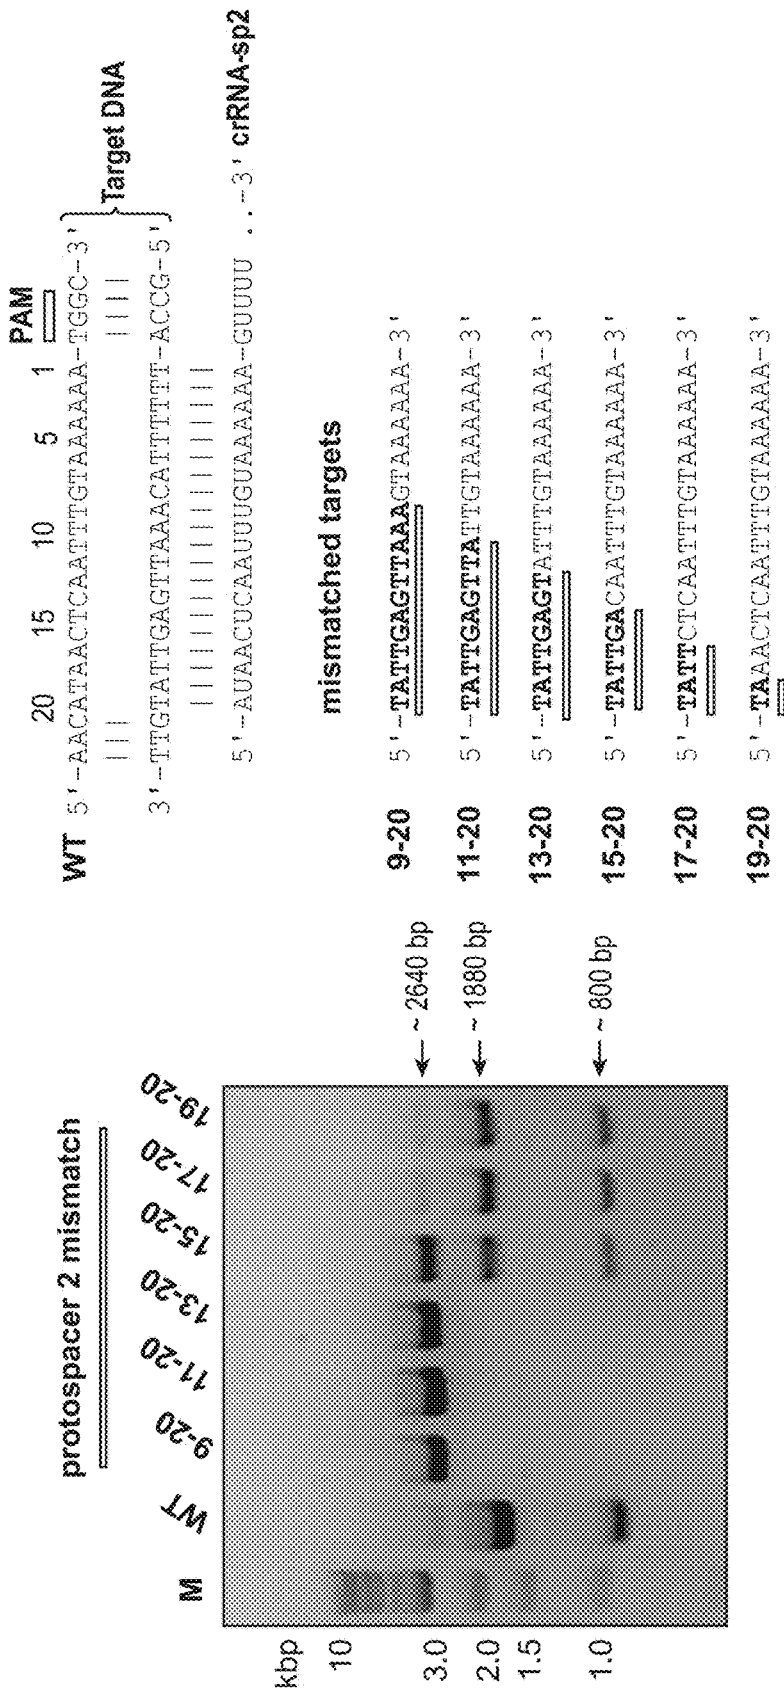 protospacer 2 mismatch
M
WT
9-20
11-20
13-20
15-20
17-20
19-20
kbp
10
3.0
2.0
1.5
1.0
~ 2640 bp
~ 1880 bp
~ 800 bp
PAM
20 15 10 5 1
WT 5'-AACATAACTCAATTTGTAAAAAA-TGGC-3'
Target DNA
3'-TTGTATTGAGTTAAACATTTTTT-ACCG-5'
5'-AUAACUCAAUUUGUAAAAAA-GUUUU ..-3' crRNA-sp2
mismatched targets
9-20 5'-TATTGAGTTAAAGTAAAAAA-3'
11-20 5'-TATTGAGTTATTGTAAAAAA-3'
13-20 5'-TATTGAGTATTTGTAAAAAA-3'
15-20 5'-TATTGACAATTTGTAAAAAA-3'
17-20 5'-TATTCTCAATTTGTAAAAAA-3'
19-20 5'-TAAACTCAATTTGTAAAAAA-3'